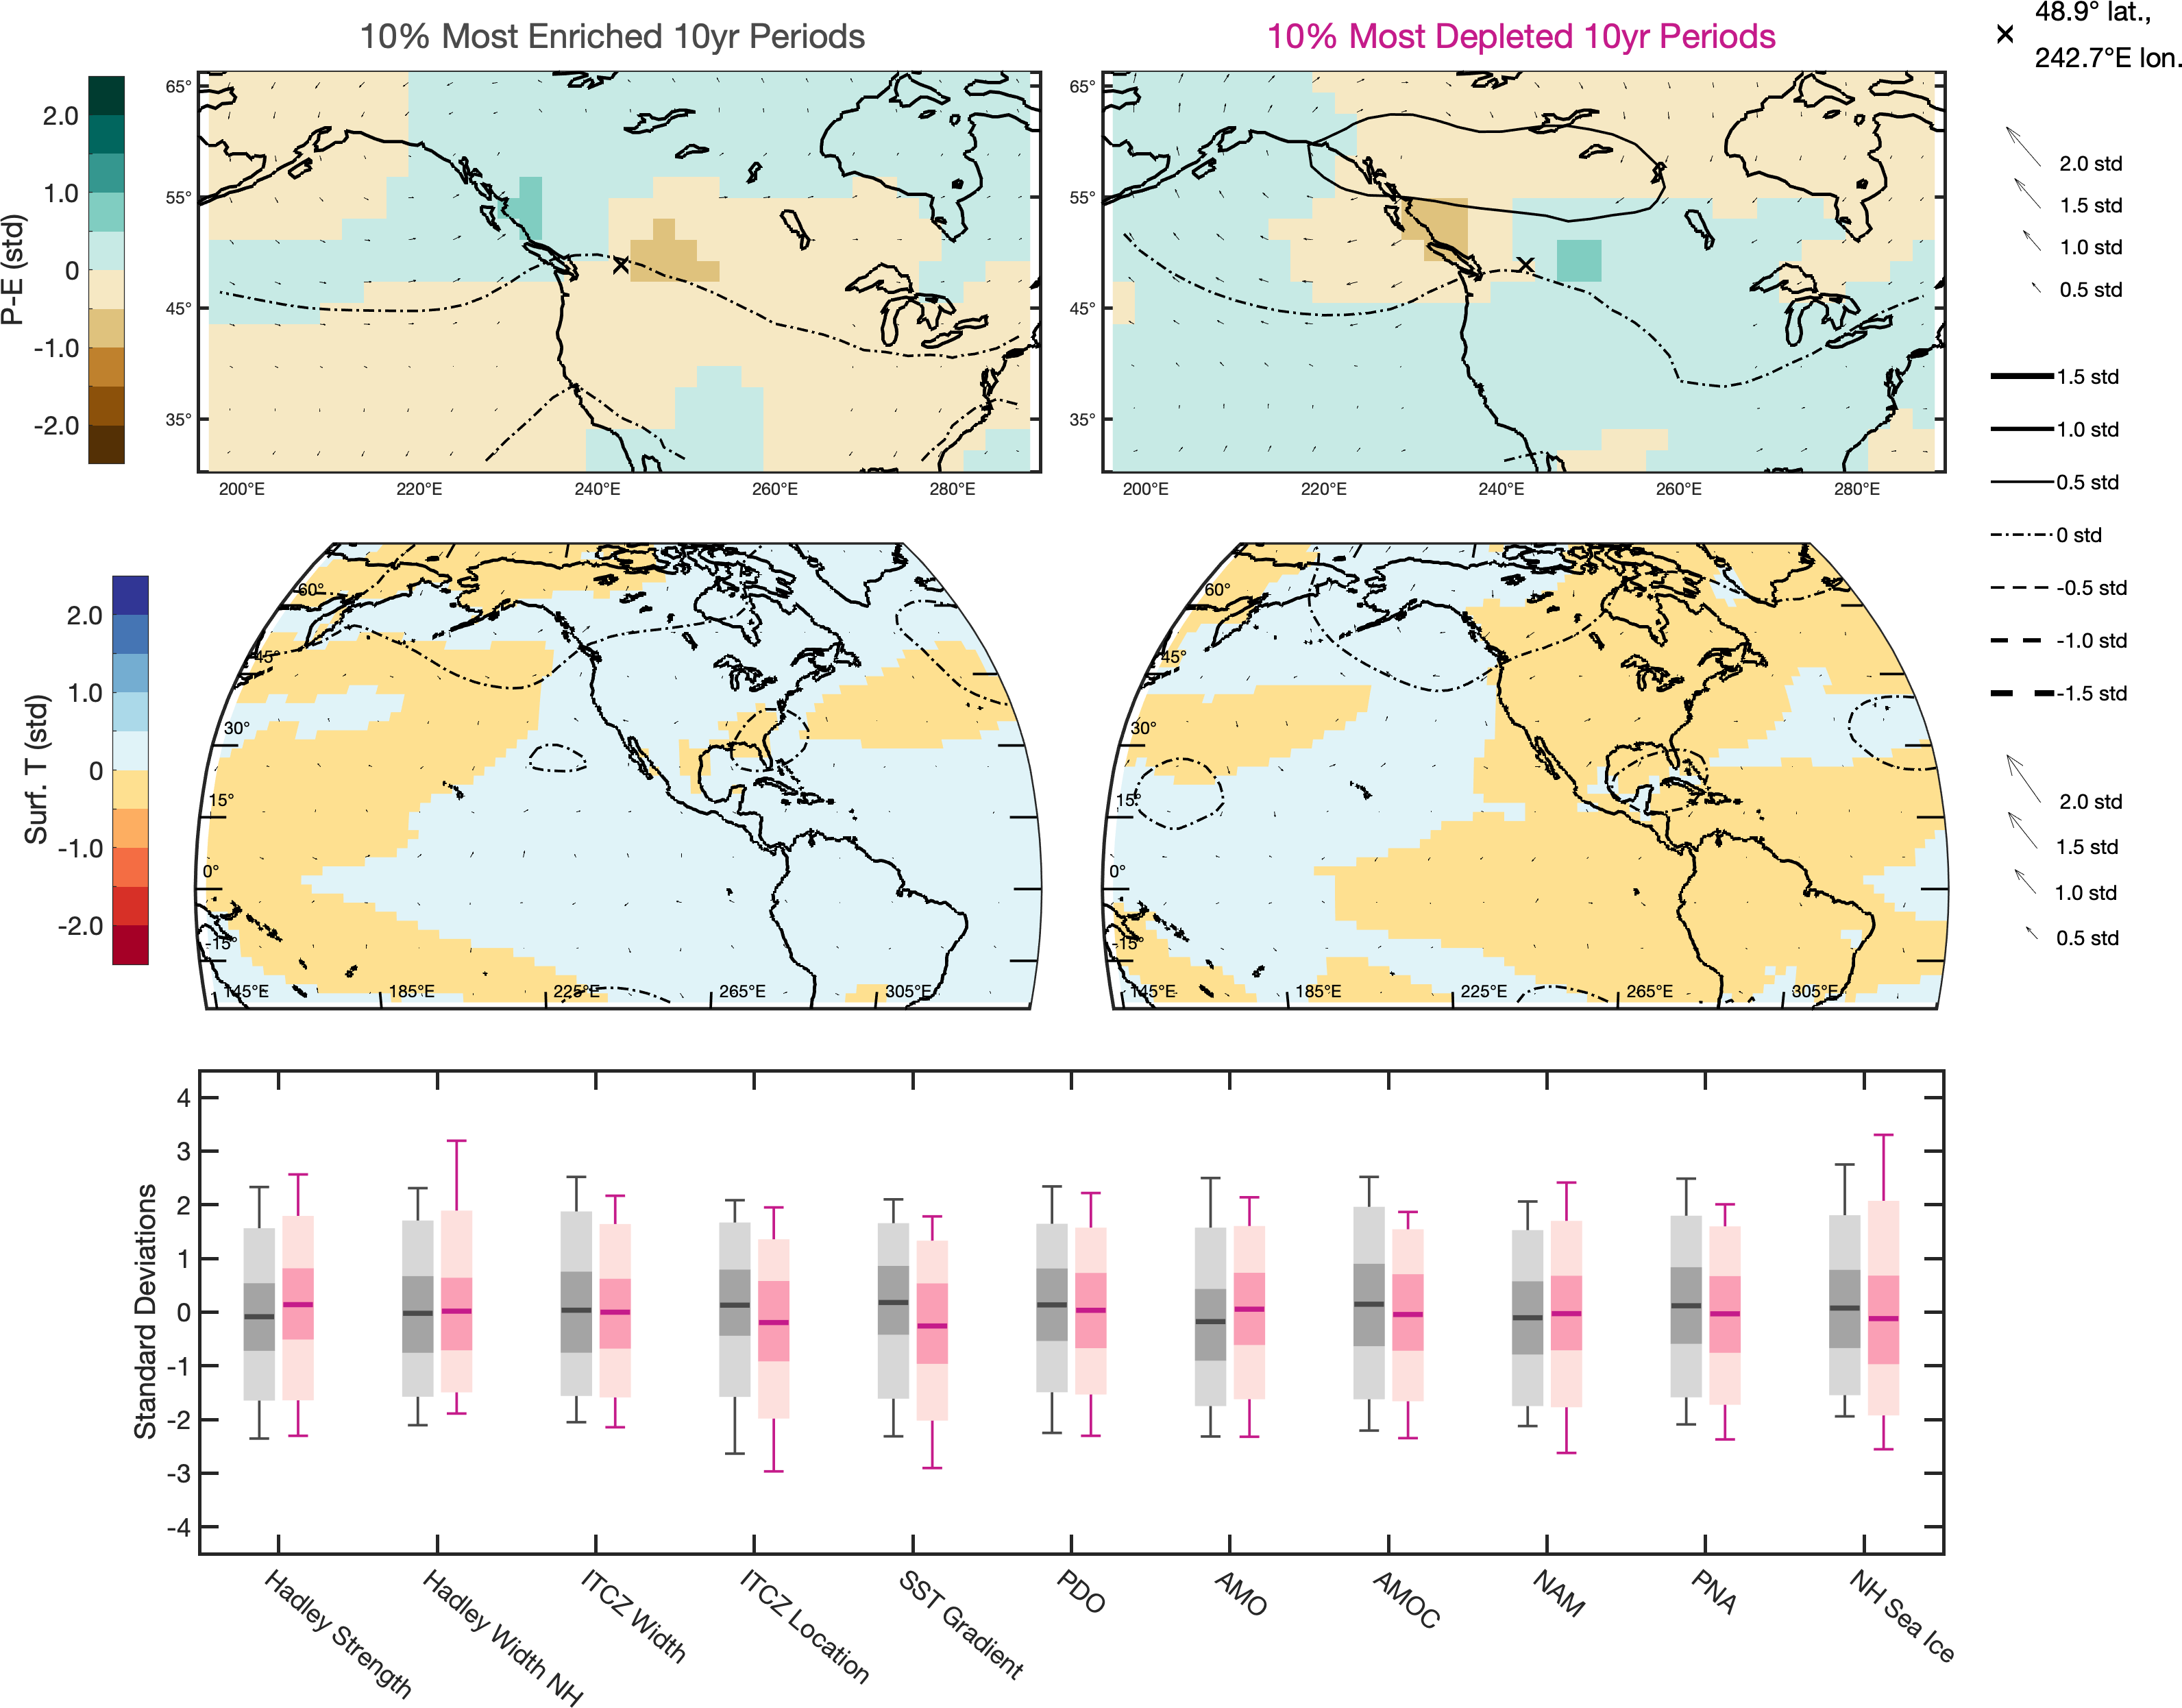 10% Most Enriched 10yr Periods
10% Most Depleted 10yr Periods
48.9° lat.,
242.7°E lon.
P-E (std)
2.0
1.0
0
-1.0
-2.0
65°
55°
45°
35°
200°E
220°E
240°E
260°E
280°E
65°
55°
45°
35°
200°E
220°E
240°E
260°E
280°E
2.0 std
1.5 std
1.0 std
0.5 std
1.5 std
1.0 std
0.5 std
0 std
-0.5 std
-1.0 std
-1.5 std
Surf. T (std)
2.0
1.0
0
-1.0
-2.0
60°
45°
30°
15°
0°
-15°
145°E
185°E
225°E
265°E
305°E
60°
45°
30°
15°
0°
-15°
145°E
185°E
225°E
265°E
305°E
2.0 std
1.5 std
1.0 std
0.5 std
Standard Deviations
4
3
2
1
0
-1
-2
-3
-4
Hadley Strength
Hadley Width NH
ITCZ Width
ITCZ Location
SST Gradient
PDO
AMO
AMOC
NAM
PNA
NH Sea Ice